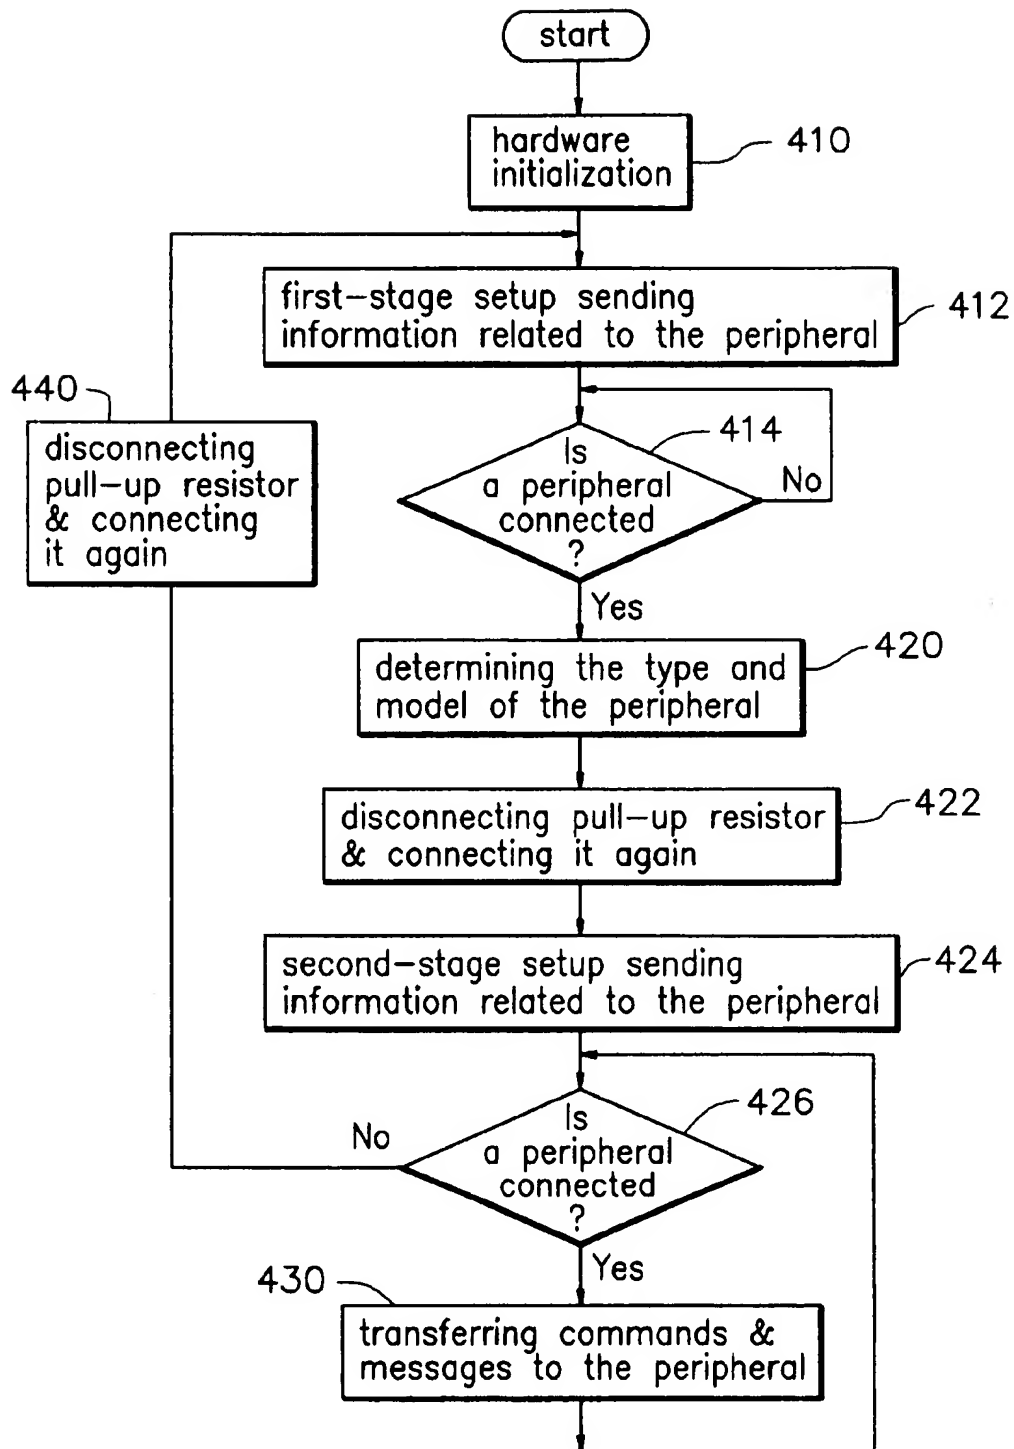 start
hardware
initialization
410
first-stage setup sending
information related to the peripheral
412
440
disconnecting
pull-up resistor
& connecting
it again
414
Is
a peripheral
connected
?
No
Yes
determining the type and
model of the peripheral
420
disconnecting pull-up resistor
& connecting it again
422
second-stage setup sending
information related to the peripheral
424
426
Is
a peripheral
connected
?
No
Yes
430
transferring commands &
messages to the peripheral